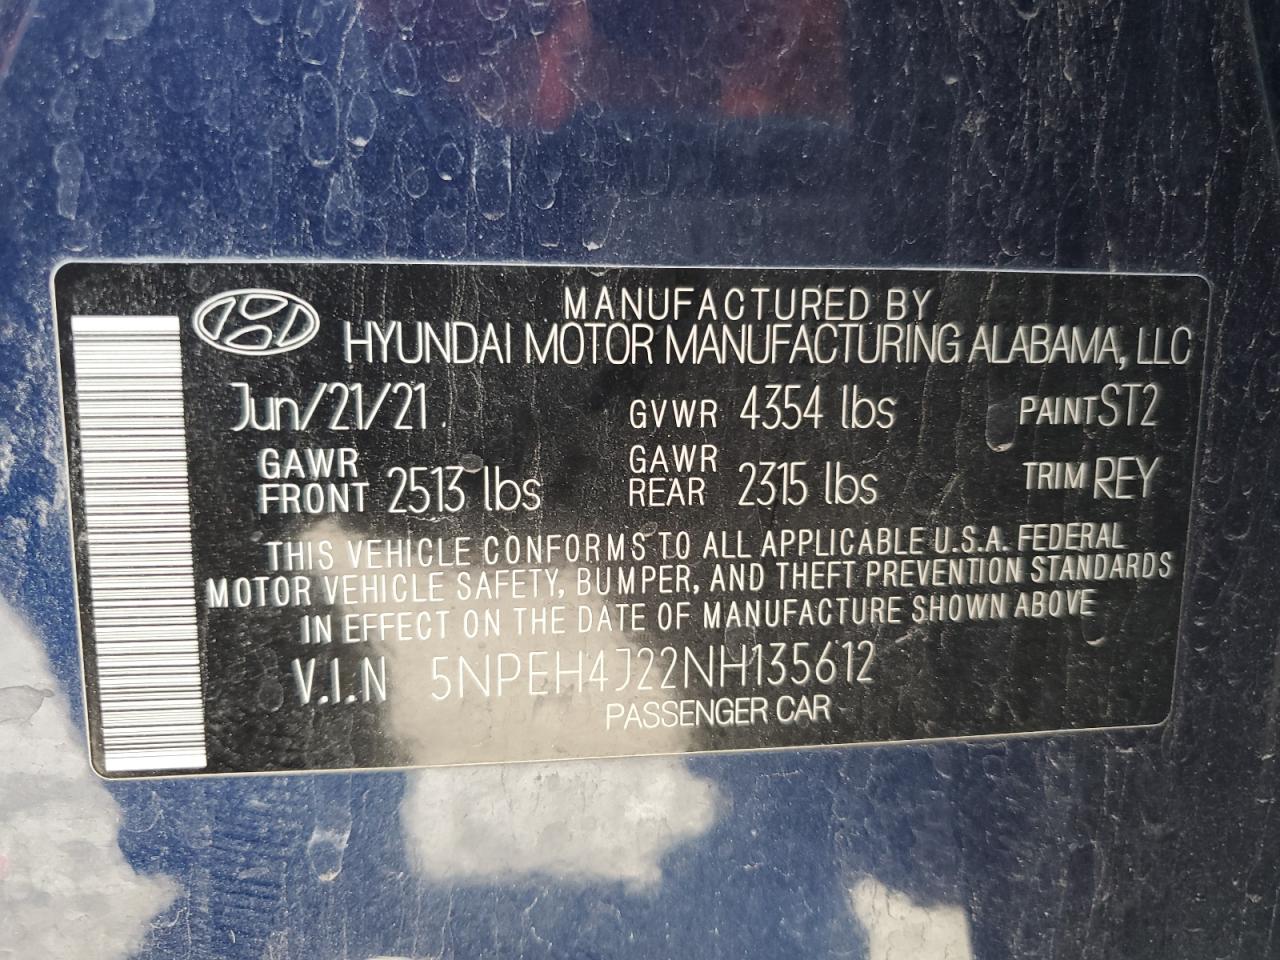 MANUFACTURED BY
HYUNDAI MOTOR MANUFACTURING ALABAMA, LLC
Jun/21/21 GVWR 4354 lbs PAINT ST2
GAWR FRONT 2513 lbs GAWR REAR 2315 lbs TRIM REY
THIS VEHICLE CONFORMS TO ALL APPLICABLE U.S.A. FEDERAL
MOTOR VEHICLE SAFETY, BUMPER, AND THEFT PREVENTION STANDARDS
IN EFFECT ON THE DATE OF MANUFACTURE SHOWN ABOVE
V.I.N 5NPEH4J22NH135612
PASSENGER CAR